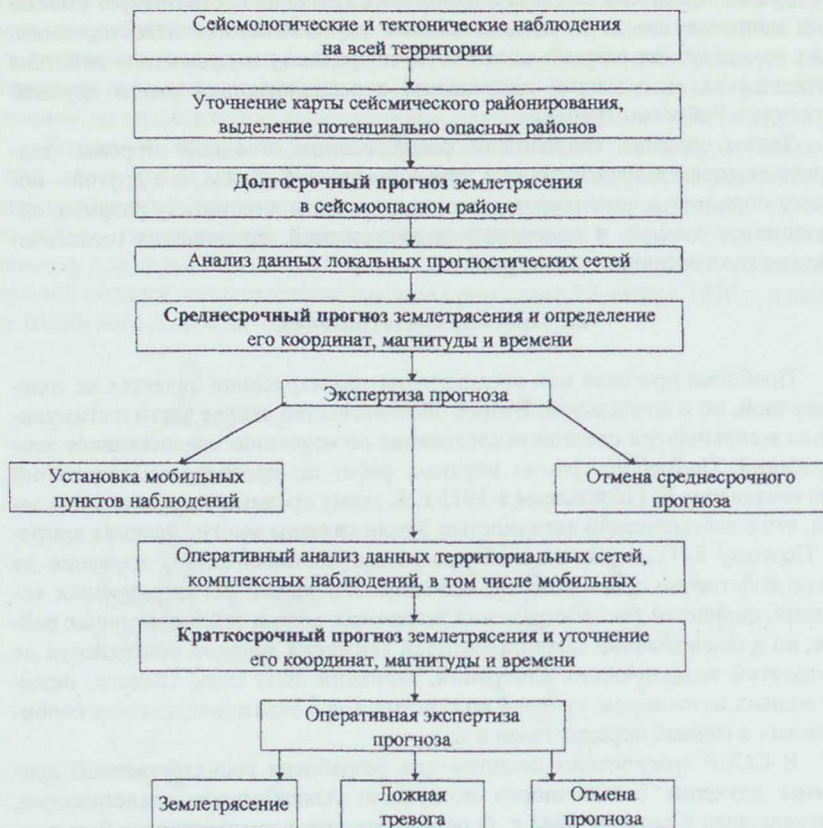 Сейсмологические и тектонические наблюдения
на всей территории
Уточнение карты сейсмического районирования,
выделение потенциально опасных районов
Долгосрочный прогноз землетрясения
в сейсмоопасном районе
Анализ данных локальных прогностических сетей
Среднесрочный прогноз землетрясения и определение
его координат, магнитуды и времени
Экспертиза прогноза
Установка мобильных
пунктов наблюдений
Отмена среднесрочного
прогноза
Оперативный анализ данных территориальных сетей,
комплексных наблюдений, в том числе мобильных
Краткосрочный прогноз землетрясения и уточнение
его координат, магнитуды и времени
Оперативная экспертиза
прогноза
Землетрясение
Ложная
тревога
Отмена
прогноза